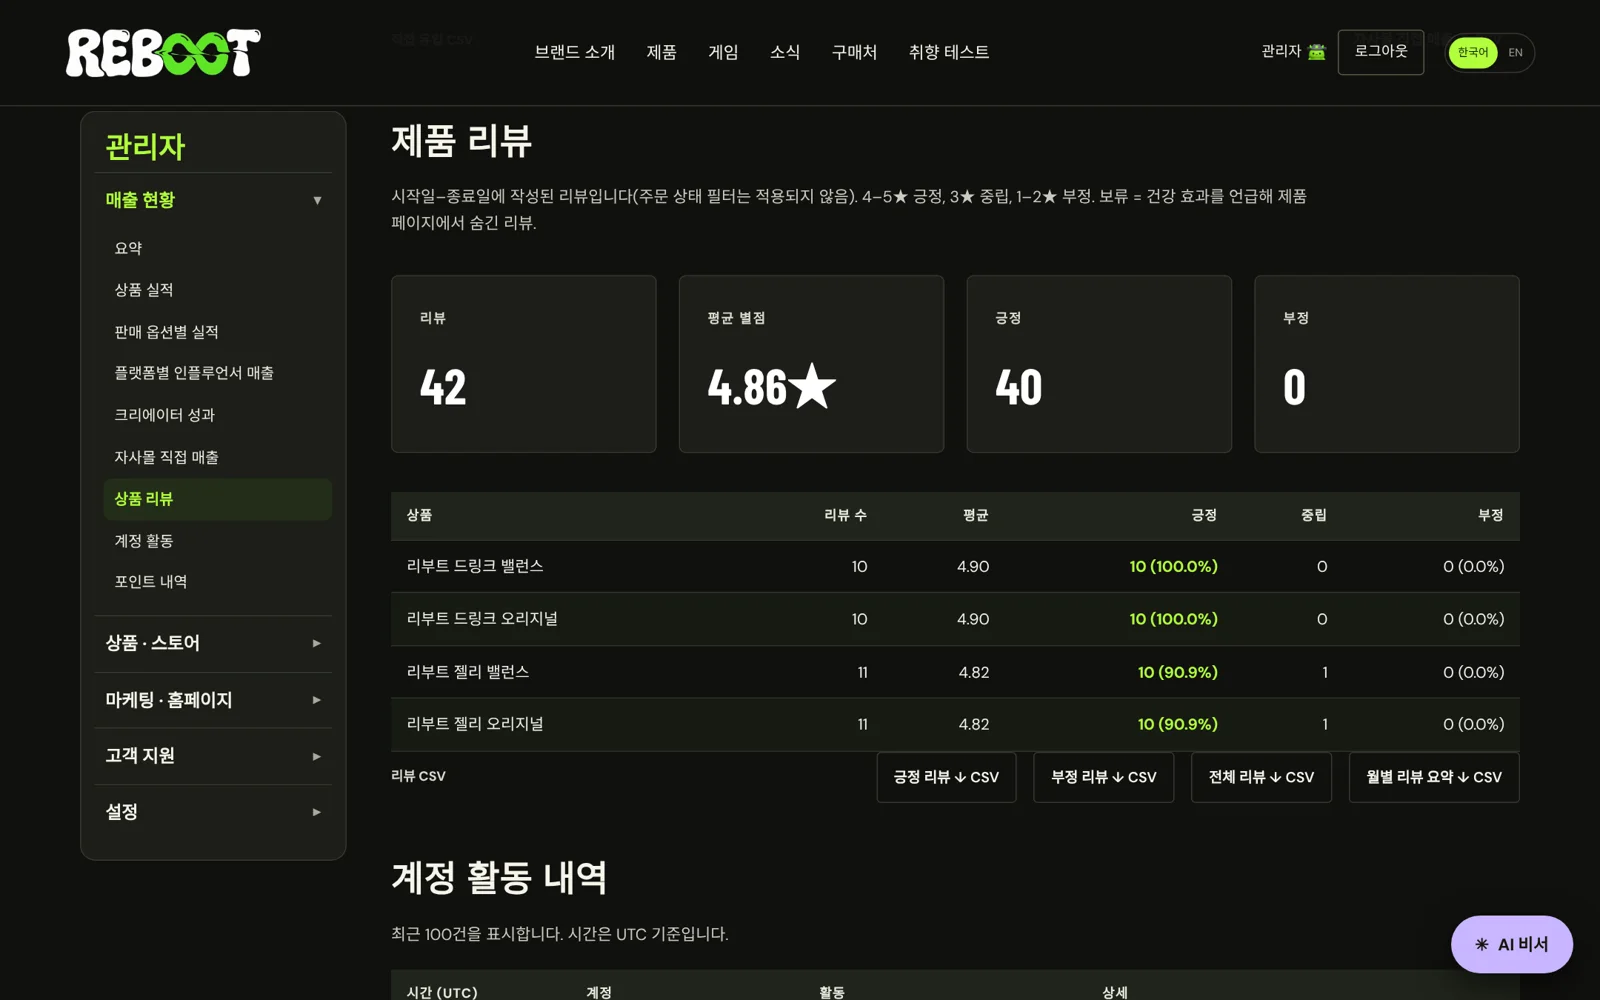 REBOOT
브랜드 소개 제품 게임 소식 구매처 취향 테스트
관리자 로그아웃 한국어 EN
관리자
매출 현황 ▼
요약
상품 실적
판매 옵션별 실적
플랫폼별 인플루언서 매출
크리에이터 성과
자사몰 직접 매출
상품 리뷰
계정 활동
포인트 내역
상품 · 스토어 ►
마케팅 · 홈페이지 ►
고객 지원 ►
설정 ►
제품 리뷰
시작일–종료일에 작성된 리뷰입니다(주문 상태 필터는 적용되지 않음). 4–5★ 긍정, 3★ 중립, 1–2★ 부정. 보류 = 건강 효과를 언급해 제품
페이지에서 숨긴 리뷰.
리뷰 평균 별점 긍정 부정
42 4.86★ 40 0
상품 리뷰 수 평균 긍정 중립 부정
리부트 드링크 밸런스 10 4.90 10 (100.0%) 0 0 (0.0%)
리부트 드링크 오리지널 10 4.90 10 (100.0%) 0 0 (0.0%)
리부트 젤리 밸런스 11 4.82 10 (90.9%) 1 0 (0.0%)
리부트 젤리 오리지널 11 4.82 10 (90.9%) 1 0 (0.0%)
리뷰 CSV 긍정 리뷰 ↓ CSV 부정 리뷰 ↓ CSV 전체 리뷰 ↓ CSV 월별 리뷰 요약 ↓ CSV
계정 활동 내역
최근 100건을 표시합니다. 시간은 UTC 기준입니다.
시간 (UTC) 계정 활동 상세
AI 비서